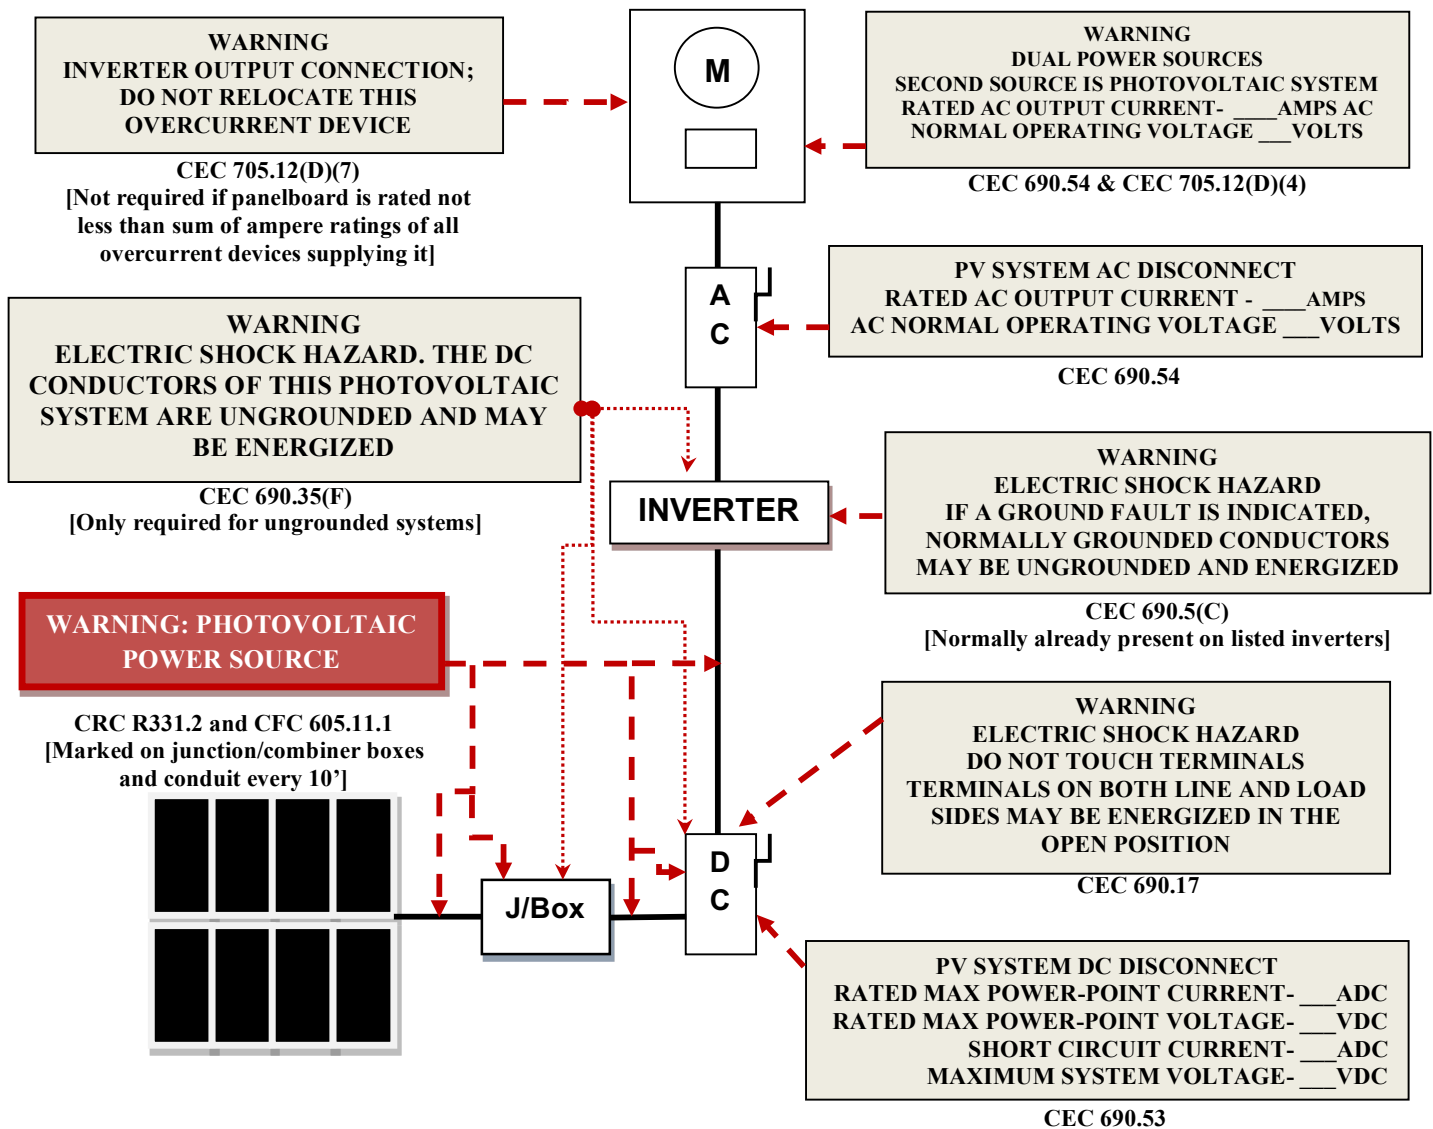 WARNING
INVERTER OUTPUT CONNECTION;
DO NOT RELOCATE THIS
OVERCURRENT DEVICE
CEC 705.12(D)(7)
[Not required if panelboard is rated not
less than sum of ampere ratings of all
overcurrent devices supplying it]
M
WARNING
DUAL POWER SOURCES
SECOND SOURCE IS PHOTOVOLTAIC SYSTEM
RATED AC OUTPUT CURRENT- ____AMPS AC
NORMAL OPERATING VOLTAGE ___VOLTS
CEC 690.54 & CEC 705.12(D)(4)
A
C
PV SYSTEM AC DISCONNECT
RATED AC OUTPUT CURRENT - ____AMPS
AC NORMAL OPERATING VOLTAGE ___VOLTS
CEC 690.54
WARNING
ELECTRIC SHOCK HAZARD. THE DC
CONDUCTORS OF THIS PHOTOVOLTAIC
SYSTEM ARE UNGROUNDED AND MAY
BE ENERGIZED
CEC 690.35(F)
[Only required for ungrounded systems]
INVERTER
WARNING
ELECTRIC SHOCK HAZARD
IF A GROUND FAULT IS INDICATED,
NORMALLY GROUNDED CONDUCTORS
MAY BE UNGROUNDED AND ENERGIZED
CEC 690.5(C)
[Normally already present on listed inverters]
WARNING: PHOTOVOLTAIC
POWER SOURCE
CRC R331.2 and CFC 605.11.1
[Marked on junction/combiner boxes
and conduit every 10’]
WARNING
ELECTRIC SHOCK HAZARD
DO NOT TOUCH TERMINALS
TERMINALS ON BOTH LINE AND LOAD
SIDES MAY BE ENERGIZED IN THE
OPEN POSITION
CEC 690.17
J/Box
D
C
PV SYSTEM DC DISCONNECT
RATED MAX POWER-POINT CURRENT- ___ADC
RATED MAX POWER-POINT VOLTAGE- ___VDC
SHORT CIRCUIT CURRENT- ___ADC
MAXIMUM SYSTEM VOLTAGE- ___VDC
CEC 690.53